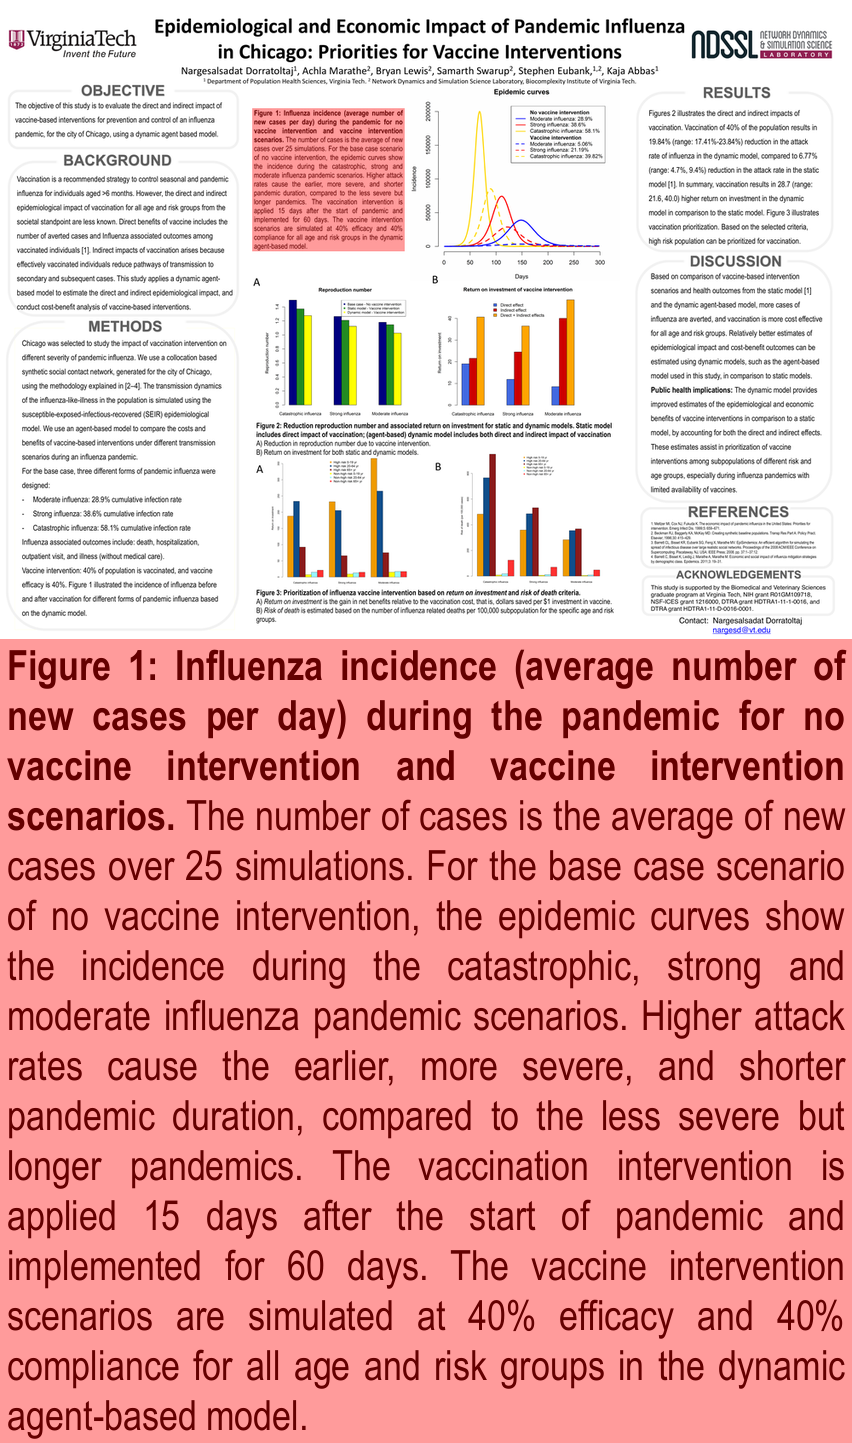 VirginiaTech
Invent the Future
Epidemiological and Economic Impact of Pandemic Influenza
in Chicago: Priorities for Vaccine Interventions
Nargesalsadat Dorratoltaj1, Achla Marathe2, Bryan Lewis2, Samarth Swarup2, Stephen Eubank,1,2, Kaja Abbas1
1 Department of Population Health Sciences, Virginia Tech. 2 Network Dynamics and Simulation Science Laboratory, Biocomplexity Institute of Virginia Tech.
NDSSL
NETWORK DYNAMICS
& SIMULATION SCIENCE
LABORATORY
OBJECTIVE
The objective of this study is to evaluate the direct and indirect impact of
vaccine-based interventions for prevention and control of an influenza
pandemic, for the city of Chicago, using a dynamic agent based model.
BACKGROUND
Vaccination is a recommended strategy to control seasonal and pandemic
influenza for individuals aged >6 months. However, the direct and indirect
epidemiological impact of vaccination for all age and risk groups from the
societal standpoint are less known. Direct benefits of vaccine includes the
number of averted cases and Influenza associated outcomes among
vaccinated individuals [1]. Indirect impacts of vaccination arises because
effectively vaccinated individuals reduce pathways of transmission to
secondary and subsequent cases. This study applies a dynamic agent-
based model to estimate the direct and indirect epidemiological impact, and
conduct cost-benefit analysis of vaccine-based interventions.
METHODS
Chicago was selected to study the impact of vaccination intervention on
different severity of pandemic influenza. We use a collocation based
synthetic social contact network, generated for the city of Chicago,
using the methodology explained in [2–4]. The transmission dynamics
of the influenza-like-illness in the population is simulated using the
susceptible-exposed-infectious-recovered (SEIR) epidemiological
model. We use an agent-based model to compare the costs and
benefits of vaccine-based interventions under different transmission
scenarios during an influenza pandemic.
For the base case, three different forms of pandemic influenza were
designed:
- Moderate influenza: 28.9% cumulative infection rate
- Strong influenza: 38.6% cumulative infection rate
- Catastrophic influenza: 58.1% cumulative infection rate
Influenza associated outcomes include: death, hospitalization,
outpatient visit, and illness (without medical care).
Vaccine intervention: 40% of population is vaccinated, and vaccine
efficacy is 40%. Figure 1 illustrated the incidence of influenza before
and after vaccination for different forms of pandemic influenza based
on the dynamic model.
Figure 1: Influenza incidence (average number of
new cases per day) during the pandemic for no
vaccine intervention and vaccine intervention
scenarios. The number of cases is the average of new
cases over 25 simulations. For the base case scenario
of no vaccine intervention, the epidemic curves show
the incidence during the catastrophic, strong and
moderate influenza pandemic scenarios. Higher attack
rates cause the earlier, more severe, and shorter
pandemic duration, compared to the less severe but
longer pandemics. The vaccination intervention is
applied 15 days after the start of pandemic and
implemented for 60 days. The vaccine intervention
scenarios are simulated at 40% efficacy and 40%
compliance for all age and risk groups in the dynamic
agent-based model.
Epidemic curves
No vaccine intervention
Moderate influenza: 28.9%
Strong influenza: 38.6%
Catastrophic influenza: 58.1%
Vaccine intervention
Moderate influenza: 5.06%
Strong influenza: 21.19%
Catastrophic influenza: 39.82%
Incidence
0 50000 100000 150000 200000
0 50 100 150 200 250 300
Days
A
Reproduction number
Base case - No vaccine intervention
Static model - Vaccine intervention
Dynamic model - Vaccine intervention
Reproduction number
0.0 0.2 0.4 0.6 0.8 1.0 1.2 1.4
Catastrophic influenza Strong influenza Moderate influenza
B
Return on investment of vaccine intervention
Direct effect
Indirect effect
Direct + Indirect effects
Return on investment
0 10 20 30 40
Catastrophic influenza Strong influenza Moderate influenza
Figure 2: Reduction reproduction number and associated return on investment for static and dynamic models. Static model
includes direct impact of vaccination; (agent-based) dynamic model includes both direct and indirect impact of vaccination
A) Reduction in reproduction number due to vaccine intervention.
B) Return on investment for both static and dynamic models.
A
B
Figure 3: Prioritization of influenza vaccine intervention based on return on investment and risk of death criteria.
A) Return on investment is the gain in net benefits relative to the vaccination cost, that is, dollars saved per $1 investment in vaccine.
B) Risk of death is estimated based on the number of influenza related deaths per 100,000 subpopulation for the specific age and risk
groups.
RESULTS
Figures 2 illustrates the direct and indirect impacts of
vaccination. Vaccination of 40% of the population results in
19.84% (range: 17.41%-23.84%) reduction in the attack
rate of influenza in the dynamic model, compared to 6.77%
(range: 4.7%, 9.4%) reduction in the attack rate in the static
model [1]. In summary, vaccination results in 28.7 (range:
21.6, 40.0) higher return on investment in the dynamic
model in comparison to the static model. Figure 3 illustrates
vaccination prioritization. Based on the selected criteria,
high risk population can be prioritized for vaccination.
DISCUSSION
Based on comparison of vaccine-based intervention
scenarios and health outcomes from the static model [1]
and the dynamic agent-based model, more cases of
influenza are averted, and vaccination is more cost effective
for all age and risk groups. Relatively better estimates of
epidemiological impact and cost-benefit outcomes can be
estimated using dynamic models, such as the agent-based
model used in this study, in comparison to static models.
Public health implications: The dynamic model provides
improved estimates of the epidemiological and economic
benefits of vaccine interventions in comparison to a static
model, by accounting for both the direct and indirect effects.
These estimates assist in prioritization of vaccine
interventions among subpopulations of different risk and
age groups, especially during influenza pandemics with
limited availability of vaccines.
REFERENCES
ACKNOWLEDGEMENTS
This study is supported by the Biomedical and Veterinary Sciences
graduate program at Virginia Tech, NIH grant R01GM109718,
NSF-ICES grant 1216000, DTRA grant HDTRA1-11-1-0016, and
DTRA grant HDTRA1-11-D-0016-0001.
Contact: Nargesalsadat Dorratoltaj
nargesd@vt.edu
Figure 1: Influenza incidence (average number of
new cases per day) during the pandemic for no
vaccine intervention and vaccine intervention
scenarios. The number of cases is the average of new
cases over 25 simulations. For the base case scenario
of no vaccine intervention, the epidemic curves show
the incidence during the catastrophic, strong and
moderate influenza pandemic scenarios. Higher attack
rates cause the earlier, more severe, and shorter
pandemic duration, compared to the less severe but
longer pandemics. The vaccination intervention is
applied 15 days after the start of pandemic and
implemented for 60 days. The vaccine intervention
scenarios are simulated at 40% efficacy and 40%
compliance for all age and risk groups in the dynamic
agent-based model.